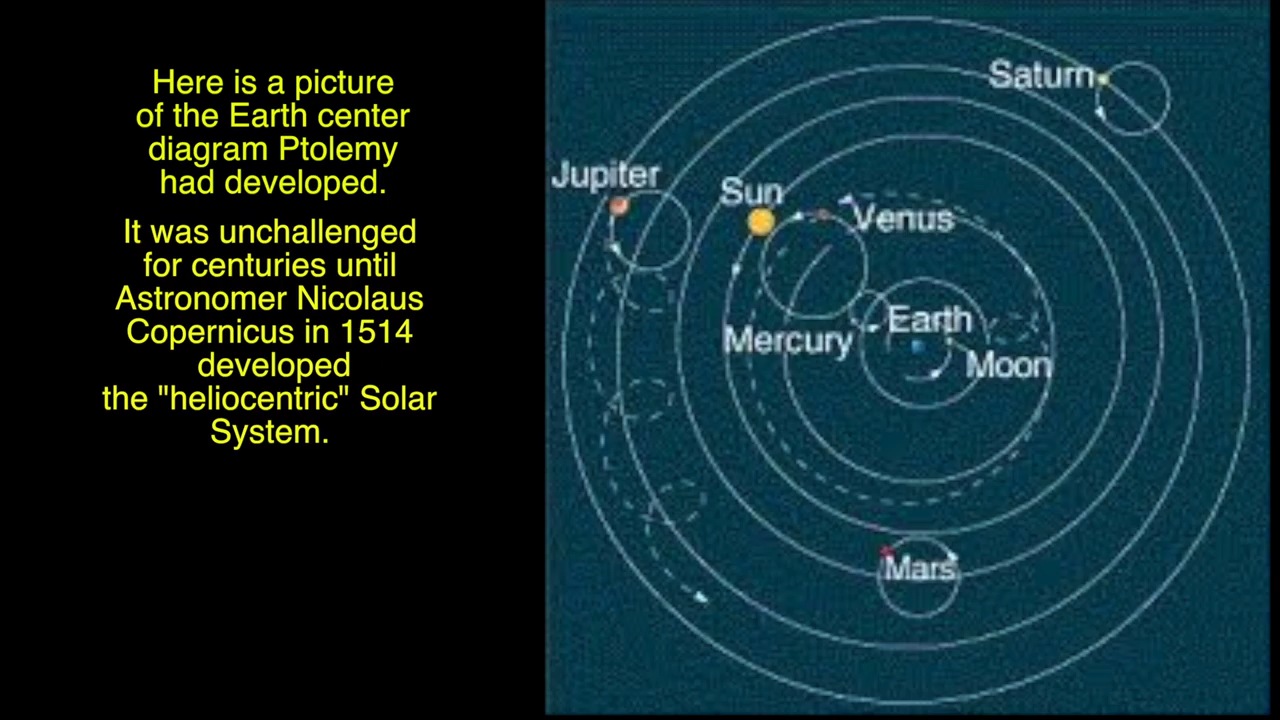 Here is a picture
of the Earth center
diagram Ptolemy
had developed.
It was unchallenged
for centuries until
Astronomer Nicolaus
Copernicus in 1514
developed
the "heliocentric" Solar
System.
Saturn
Jupiter
Sun
Venus
Earth
Mercury
Moon
Mars